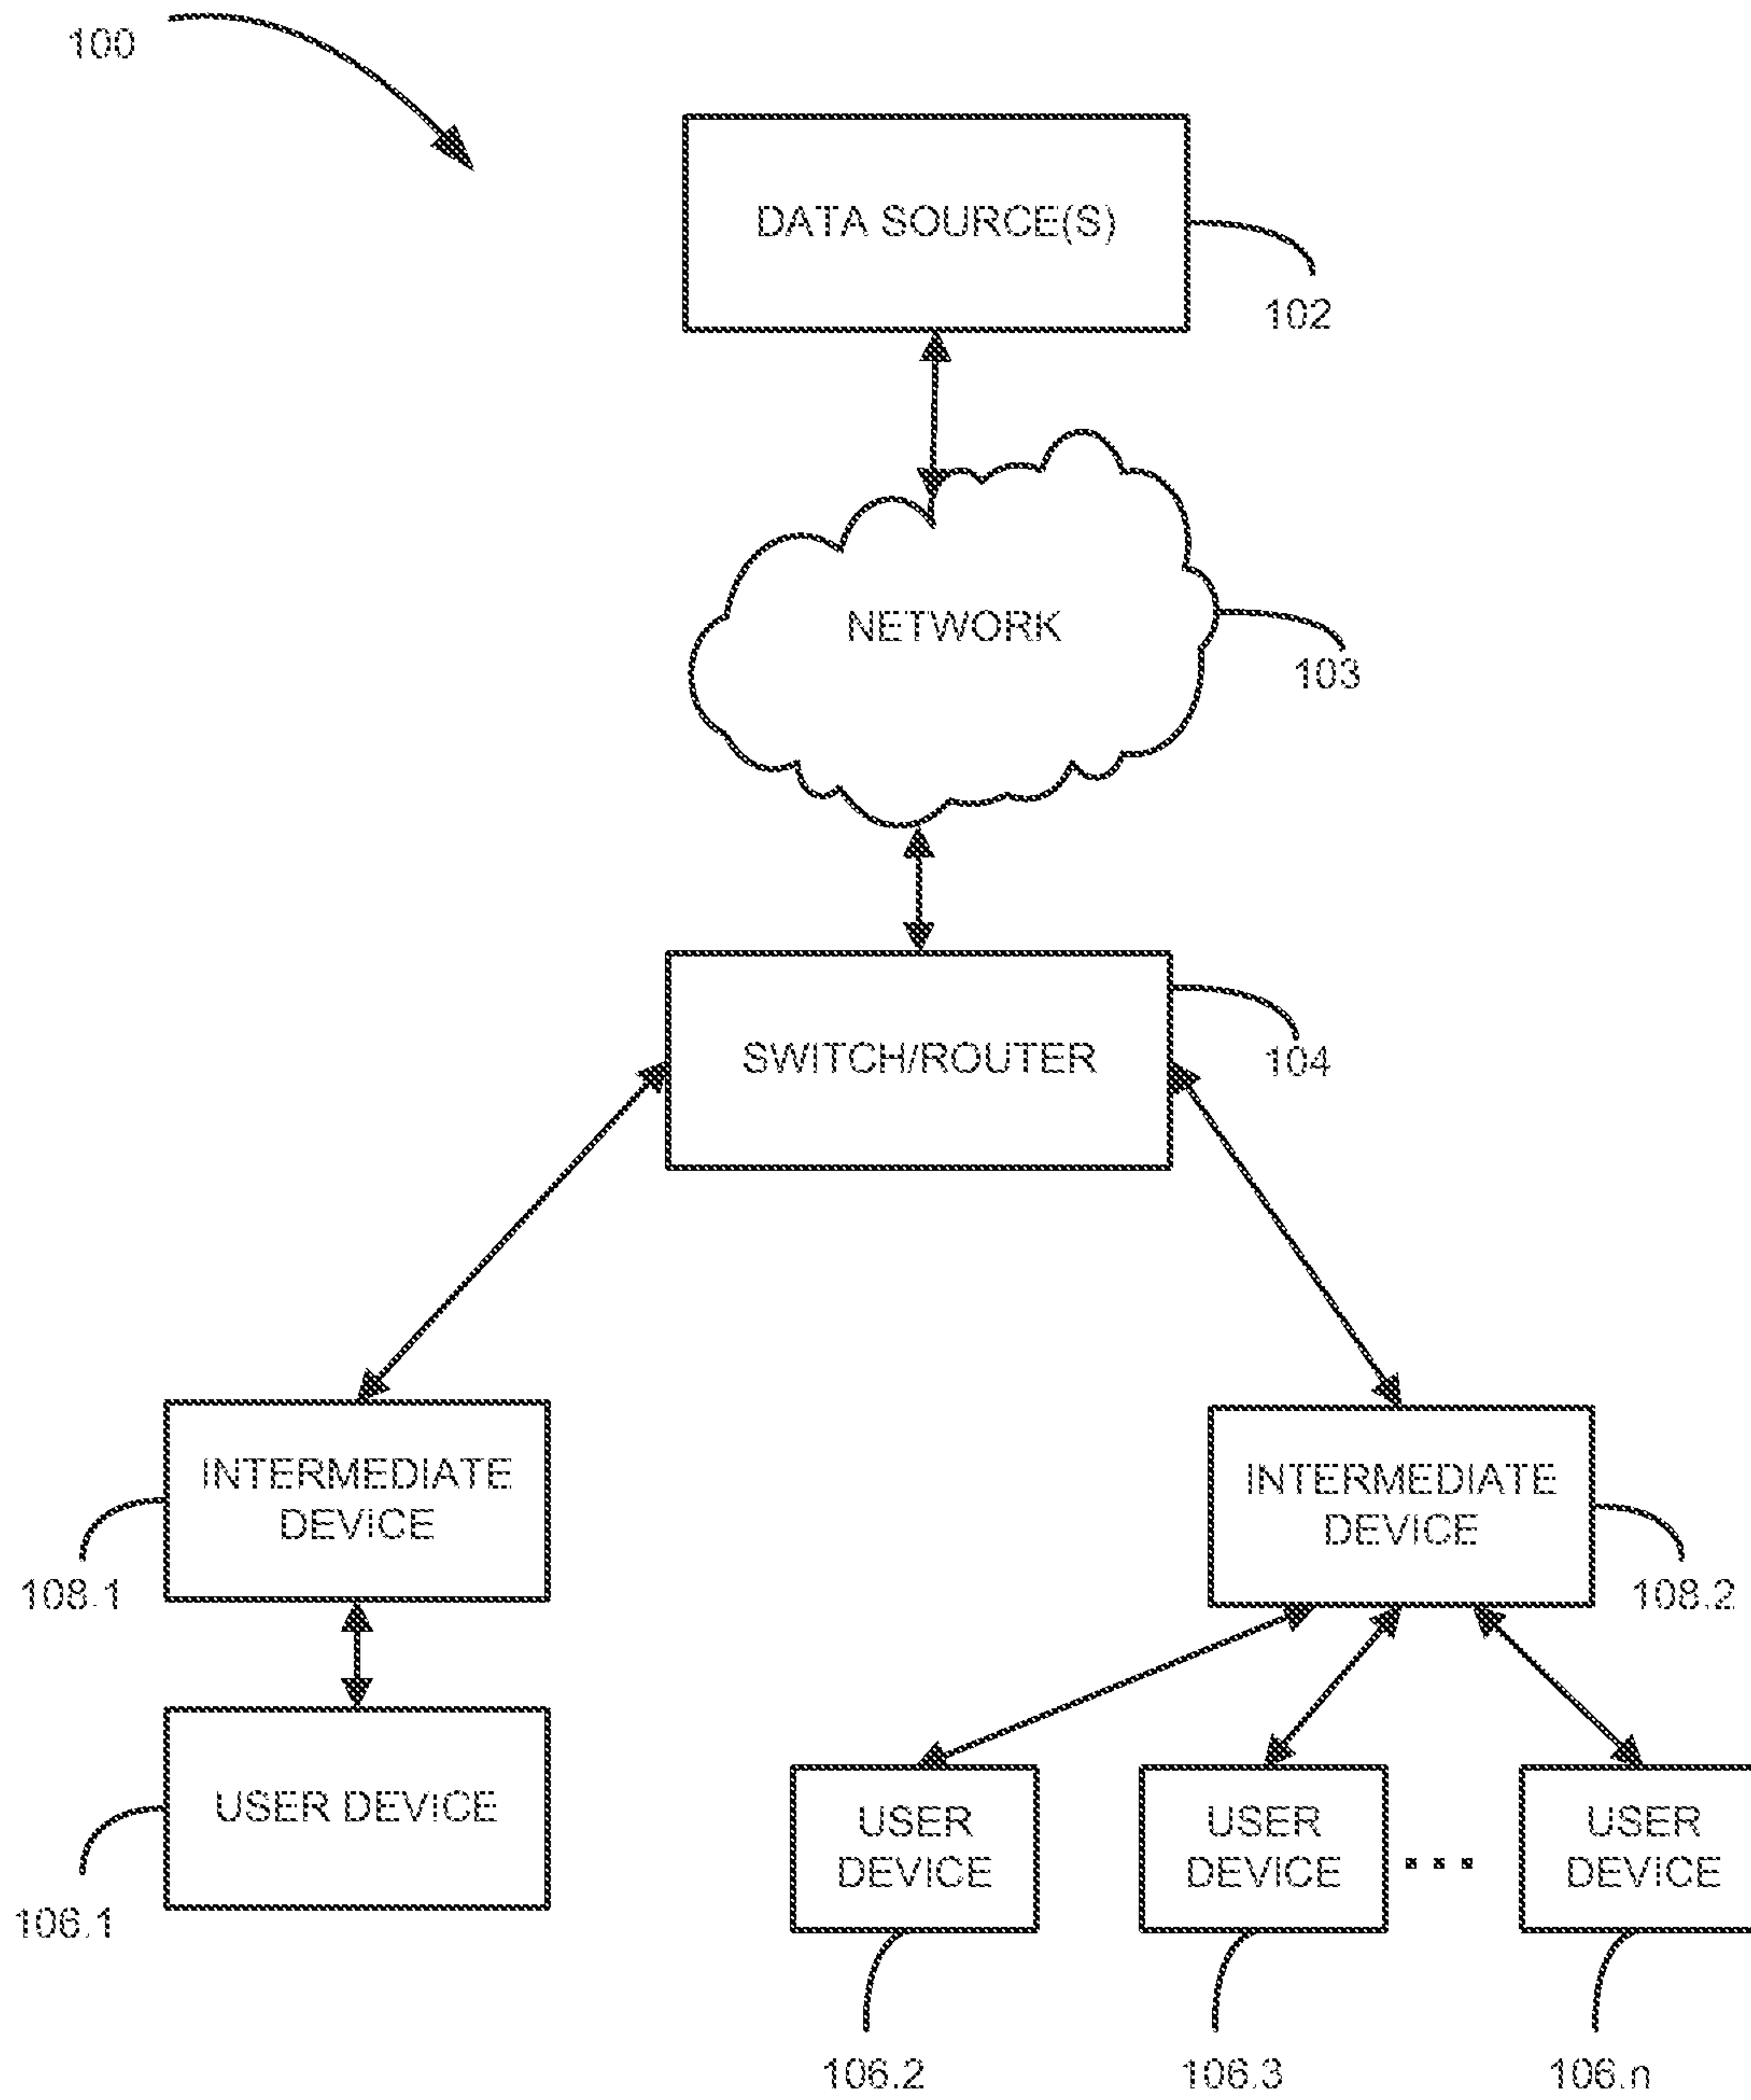 100
DATA SOURCE(S)
102
NETWORK
103
SWITCH/ROUTER
104
INTERMEDIATE
DEVICE
108.1
INTERMEDIATE
DEVICE
108.2
USER DEVICE
106.1
USER
DEVICE
106.2
USER
DEVICE
106.3
...
USER
DEVICE
106.n